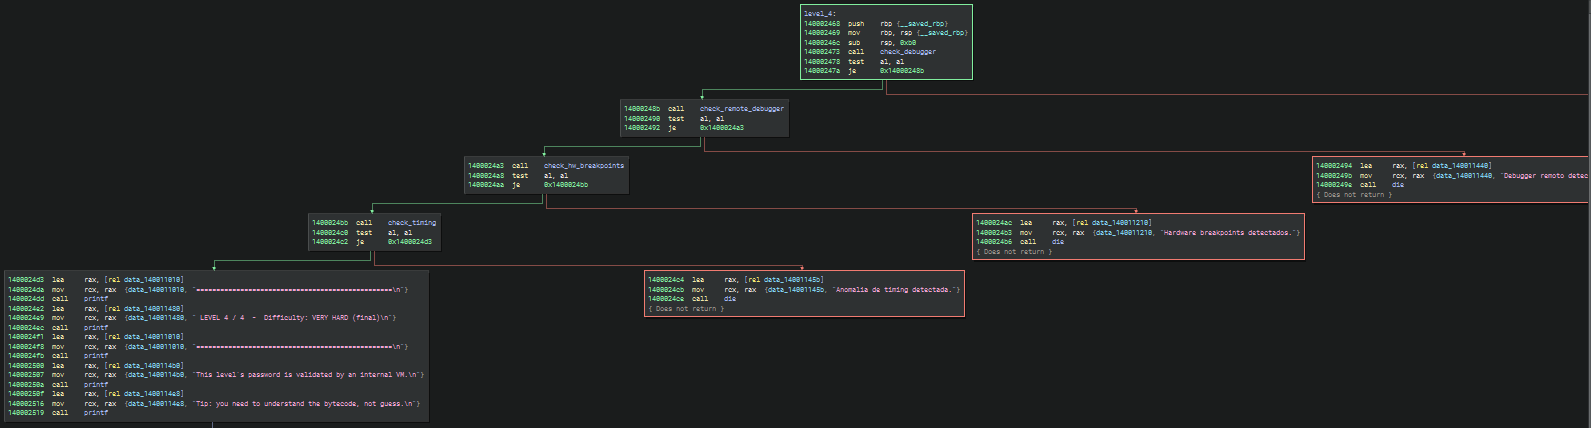 level_4:
140002468 push rbp {__saved_rbp}
140002469 mov rbp, rsp {__saved_rbp}
14000246c sub rsp, 0xb0
140002473 call check_debugger
140002478 test al, al
14000247a je 0x14000248b
14000248b call check_remote_debugger
140002490 test al, al
140002492 je 0x1400024a3
1400024a3 call check_hw_breakpoints
1400024a8 test al, al
1400024aa je 0x1400024bb
140002494 lea rax, [rel data_140011440]
14000249b mov rcx, rax {data_140011440, "Debugger remoto detec
14000249e call die
{ Does not return }
1400024bb call check_timing
1400024c0 test al, al
1400024c2 je 0x1400024d3
1400024ac lea rax, [rel data_140011210]
1400024b3 mov rcx, rax {data_140011210, "Hardware breakpoints detectados."}
1400024b6 call die
{ Does not return }
1400024d3 lea rax, [rel data_140011010]
1400024da mov rcx, rax {data_140011010, "=================================================\n"}
1400024dd call printf
1400024e2 lea rax, [rel data_140011480]
1400024e9 mov rcx, rax {data_140011480, " LEVEL 4 / 4 - Difficulty: VERY HARD (final)\n"}
1400024ec call printf
1400024f1 lea rax, [rel data_140011010]
1400024f8 mov rcx, rax {data_140011010, "=================================================\n"}
1400024fb call printf
140002500 lea rax, [rel data_1400114b0]
140002507 mov rcx, rax {data_1400114b0, "This level's password is validated by an internal VM.\n"}
14000250a call printf
14000250f lea rax, [rel data_1400114e8]
140002516 mov rcx, rax {data_1400114e8, "Tip: you need to understand the bytecode, not guess.\n"}
140002519 call printf
1400024c4 lea rax, [rel data_14001145b]
1400024cb mov rcx, rax {data_14001145b, "Anomalia de timing detectada."}
1400024ce call die
{ Does not return }